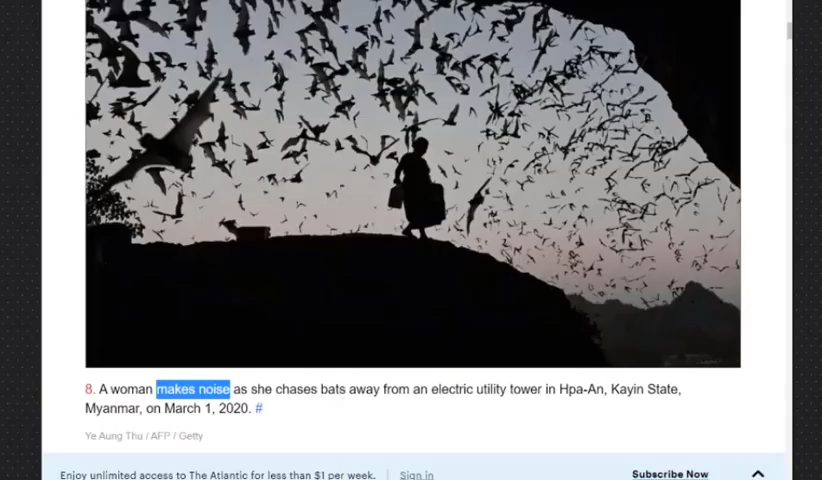 8. A woman makes noise as she chases bats away from an electric utility tower in Hpa-An, Kayin State,
Myanmar, on March 1, 2020. #
Ye Aung Thu / AFP / Getty
Enjoy unlimited access to The Atlantic for less than $1 per week. Sign in Subscribe Now